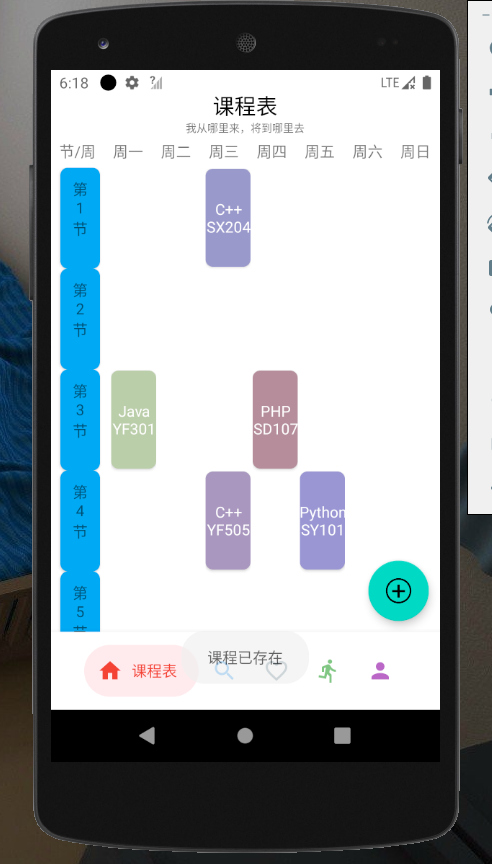 6:18 ? LTE
课程表
我从哪里来，将到哪里去
节/周 周一 周二 周三 周四 周五 周六 周日
第
1
节
C++
SX204
第
2
节
第
3
节
Java
YF301
PHP
SD107
第
4
节
C++
YF505
Python
SY101
第
5
节
课程表
课程已存在